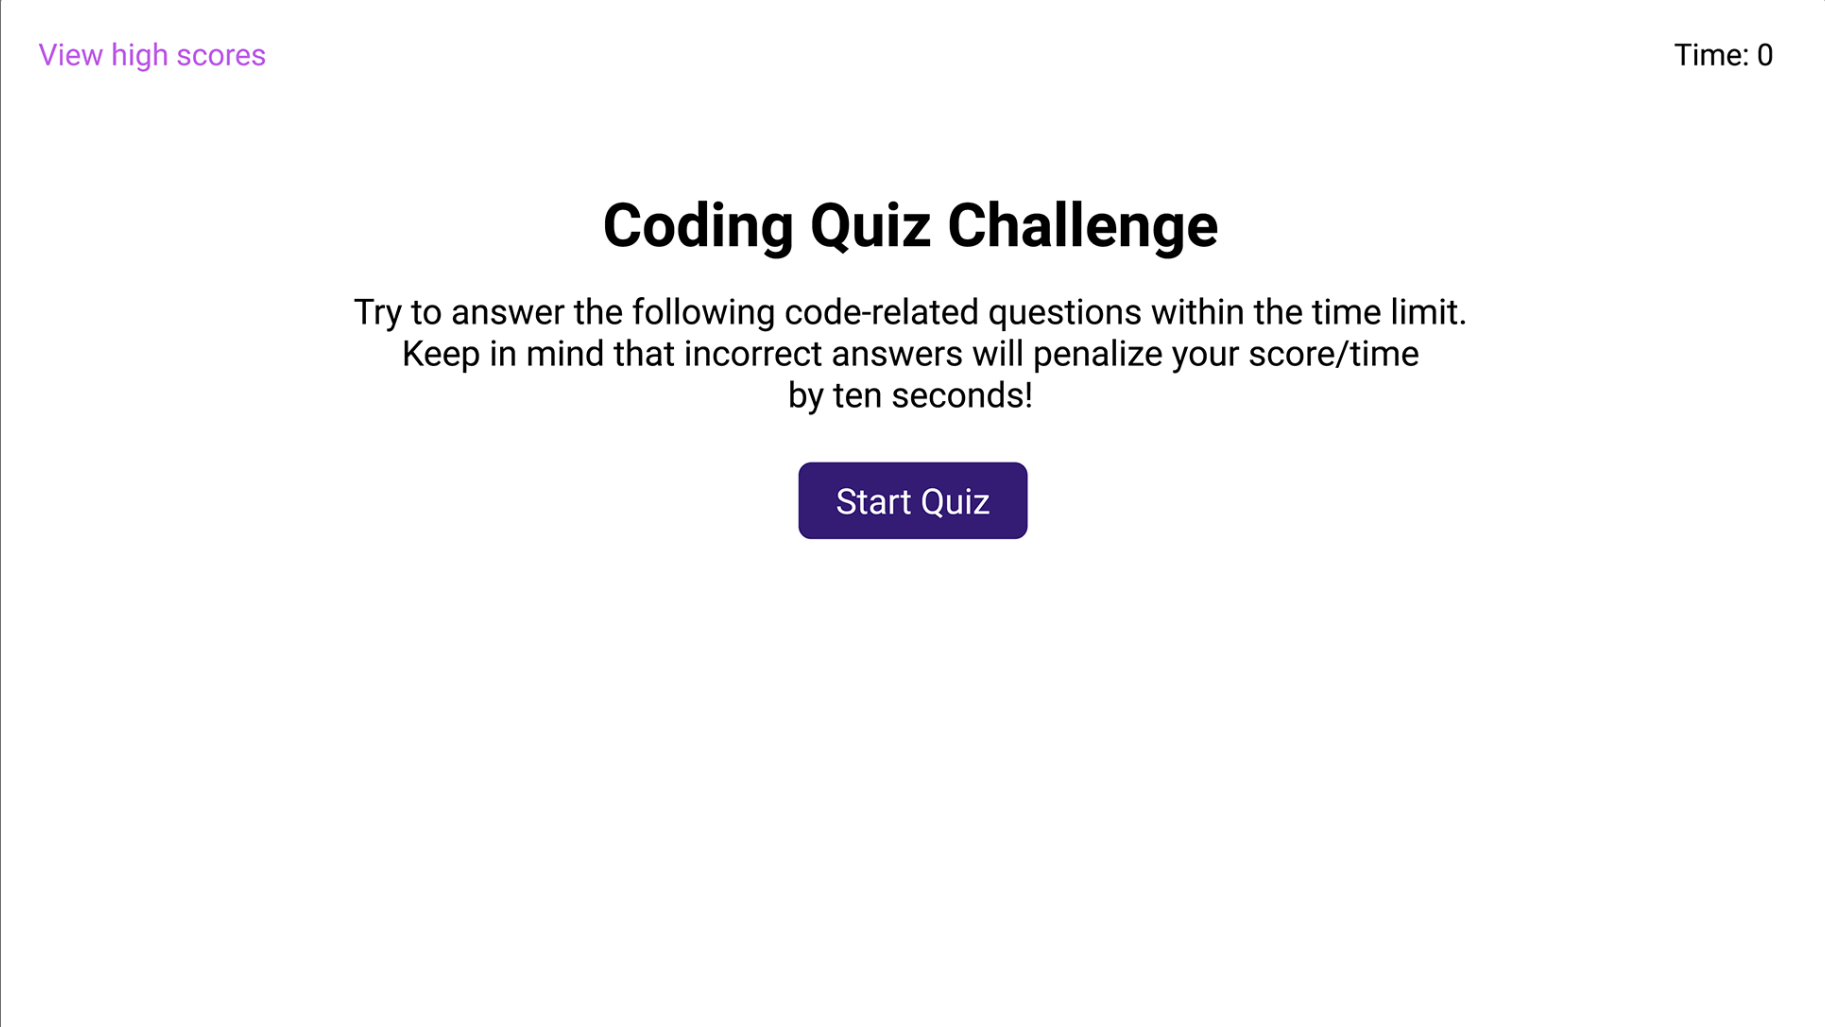 View high scores
Time: 0
Coding Quiz Challenge
Try to answer the following code-related questions within the time limit.
Keep in mind that incorrect answers will penalize your score/time
by ten seconds!
Start Quiz